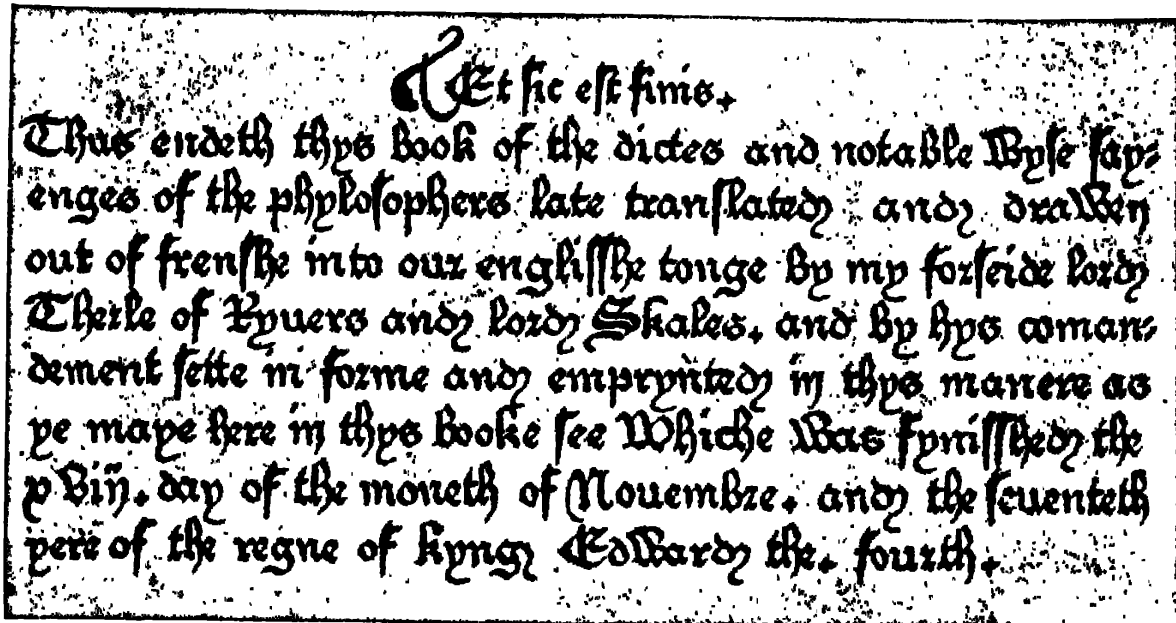 Et sic est finis.
Thus endeth thys book of the dictes and notable wyse say⸗
enges of the phylosophers late translated and drawen
out of frenshe into our englisshe tonge by my forseide lord
Therle of Ryuers and lord Skales. and by hys coman⸗
dement sette in forme and emprynted in thys manere as
ye maye here in thys booke see Whiche was fynisshed the
xviij. day of the moneth of Nouembre. and the seuenteth
yere of the regne of kyng Edward the. fourth.